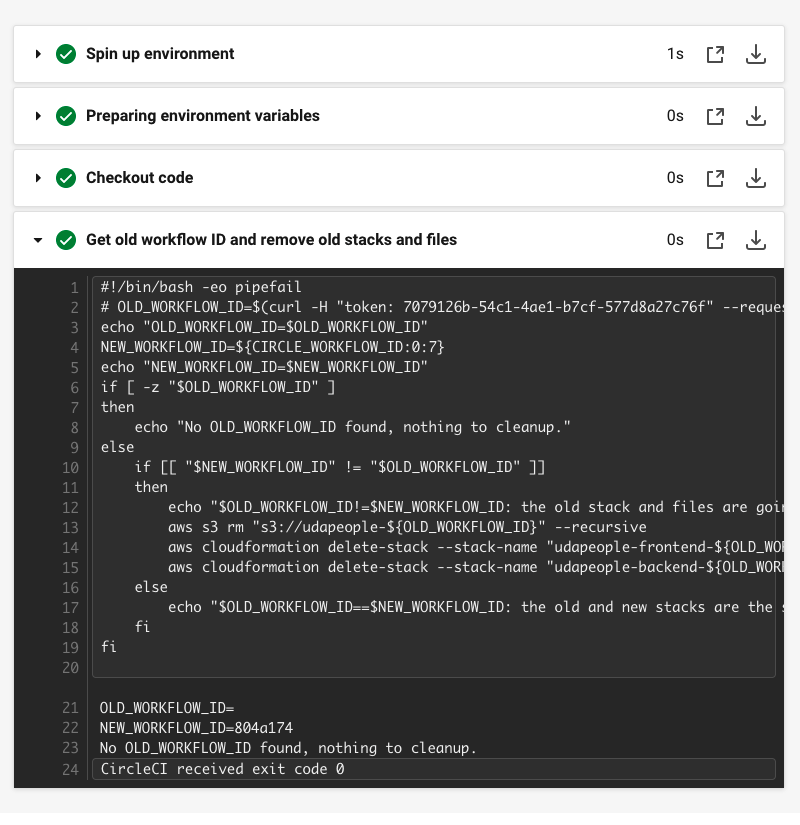 Spin up environment 1s
Preparing environment variables 0s
Checkout code 0s
Get old workflow ID and remove old stacks and files 0s
1 #!/bin/bash -eo pipefail
2 # OLD_WORKFLOW_ID=$(curl -H "token: 7079126b-54c1-4ae1-b7cf-577d8a27c76f" --reques
3 echo "OLD_WORKFLOW_ID=$OLD_WORKFLOW_ID"
4 NEW_WORKFLOW_ID=${CIRCLE_WORKFLOW_ID:0:7}
5 echo "NEW_WORKFLOW_ID=$NEW_WORKFLOW_ID"
6 if [ -z "$OLD_WORKFLOW_ID" ]
7 then
8     echo "No OLD_WORKFLOW_ID found, nothing to cleanup."
9 else
10     if [[ "$NEW_WORKFLOW_ID" != "$OLD_WORKFLOW_ID" ]]
11     then
12         echo "$OLD_WORKFLOW_ID!=$NEW_WORKFLOW_ID: the old stack and files are goin
13         aws s3 rm "s3://udapeople-${OLD_WORKFLOW_ID}" --recursive
14         aws cloudformation delete-stack --stack-name "udapeople-frontend-${OLD_WOR
15         aws cloudformation delete-stack --stack-name "udapeople-backend-${OLD_WORK
16     else
17         echo "$OLD_WORKFLOW_ID==$NEW_WORKFLOW_ID: the old and new stacks are the s
18     fi
19 fi
20
21 OLD_WORKFLOW_ID=
22 NEW_WORKFLOW_ID=804a174
23 No OLD_WORKFLOW_ID found, nothing to cleanup.
24 CircleCI received exit code 0